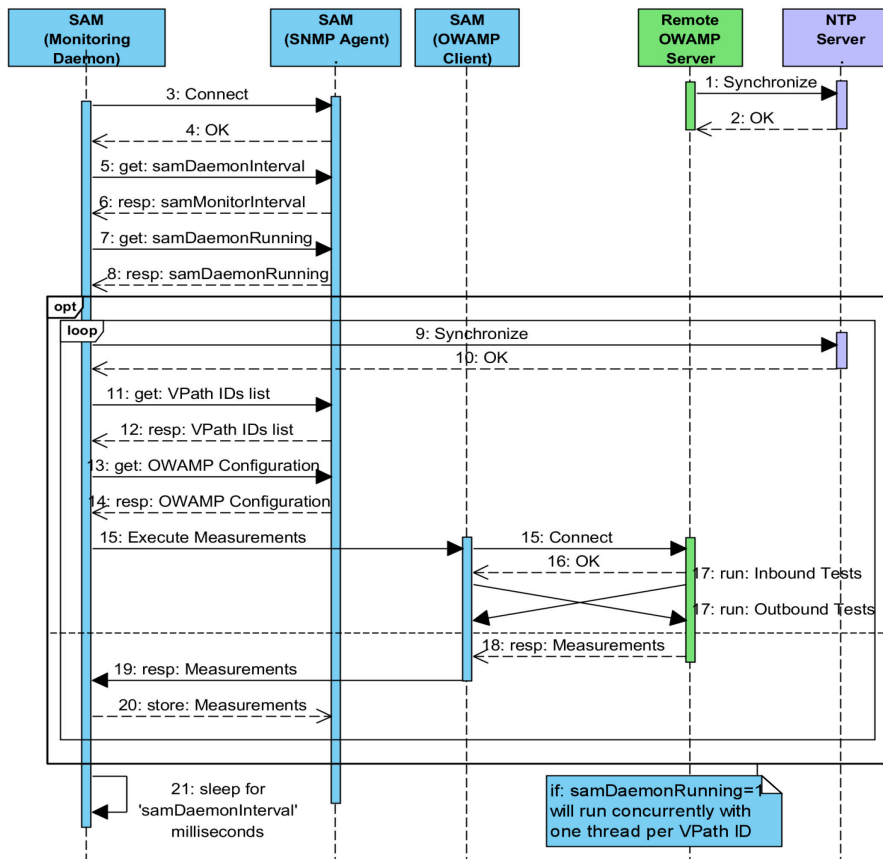 SAM
(Monitoring
Daemon)
SAM
(SNMP Agent)
.
SAM
(OWAMP
Client)
Remote
OWAMP
Server
NTP
Server
.
1: Synchronize
3: Connect
2: OK
4: OK
5: get: samDaemonInterval
6: resp: samMonitorInterval
7: get: samDaemonRunning
8: resp: samDaemonRunning
opt
loop
9: Synchronize
10: OK
11: get: VPath IDs list
12: resp: VPath IDs list
13: get: OWAMP Configuration
14: resp: OWAMP Configuration
15: Execute Measurements
15: Connect
16: OK
17: run: Inbound Tests
17: run: Outbound Tests
18: resp: Measurements
19: resp: Measurements
20: store: Measurements
21: sleep for
'samDaemonInterval'
milliseconds
if: samDaemonRunning=1
will run concurrently with
one thread per VPath ID